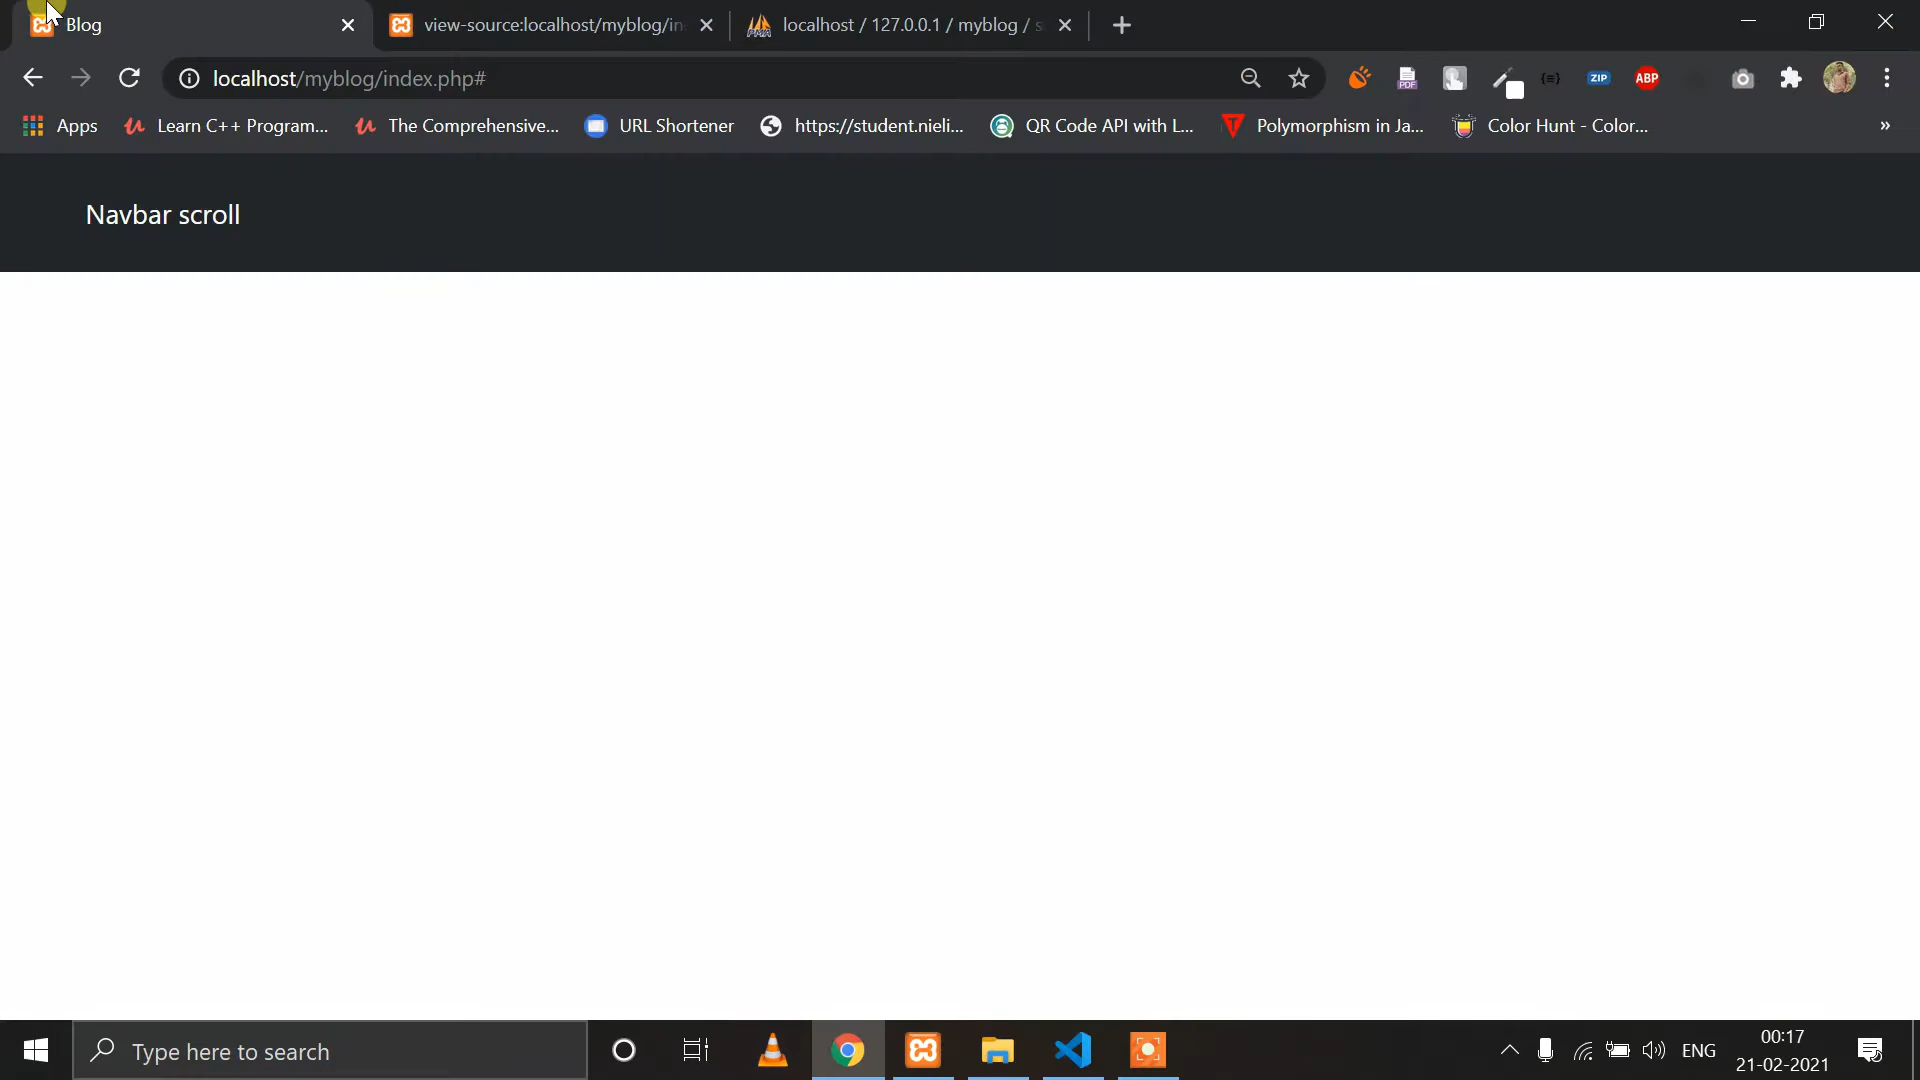 Blog
view-source:localhost/myblog/in
localhost / 127.0.0.1 / myblog / s
localhost/myblog/index.php#
PDF
ZIP
ABP
Apps
Learn C++ Program...
The Comprehensive...
URL Shortener
https://student.nieli...
QR Code API with L...
Polymorphism in Ja...
Color Hunt - Color...
»
Navbar scroll
Type here to search
ENG
00:17
21-02-2021